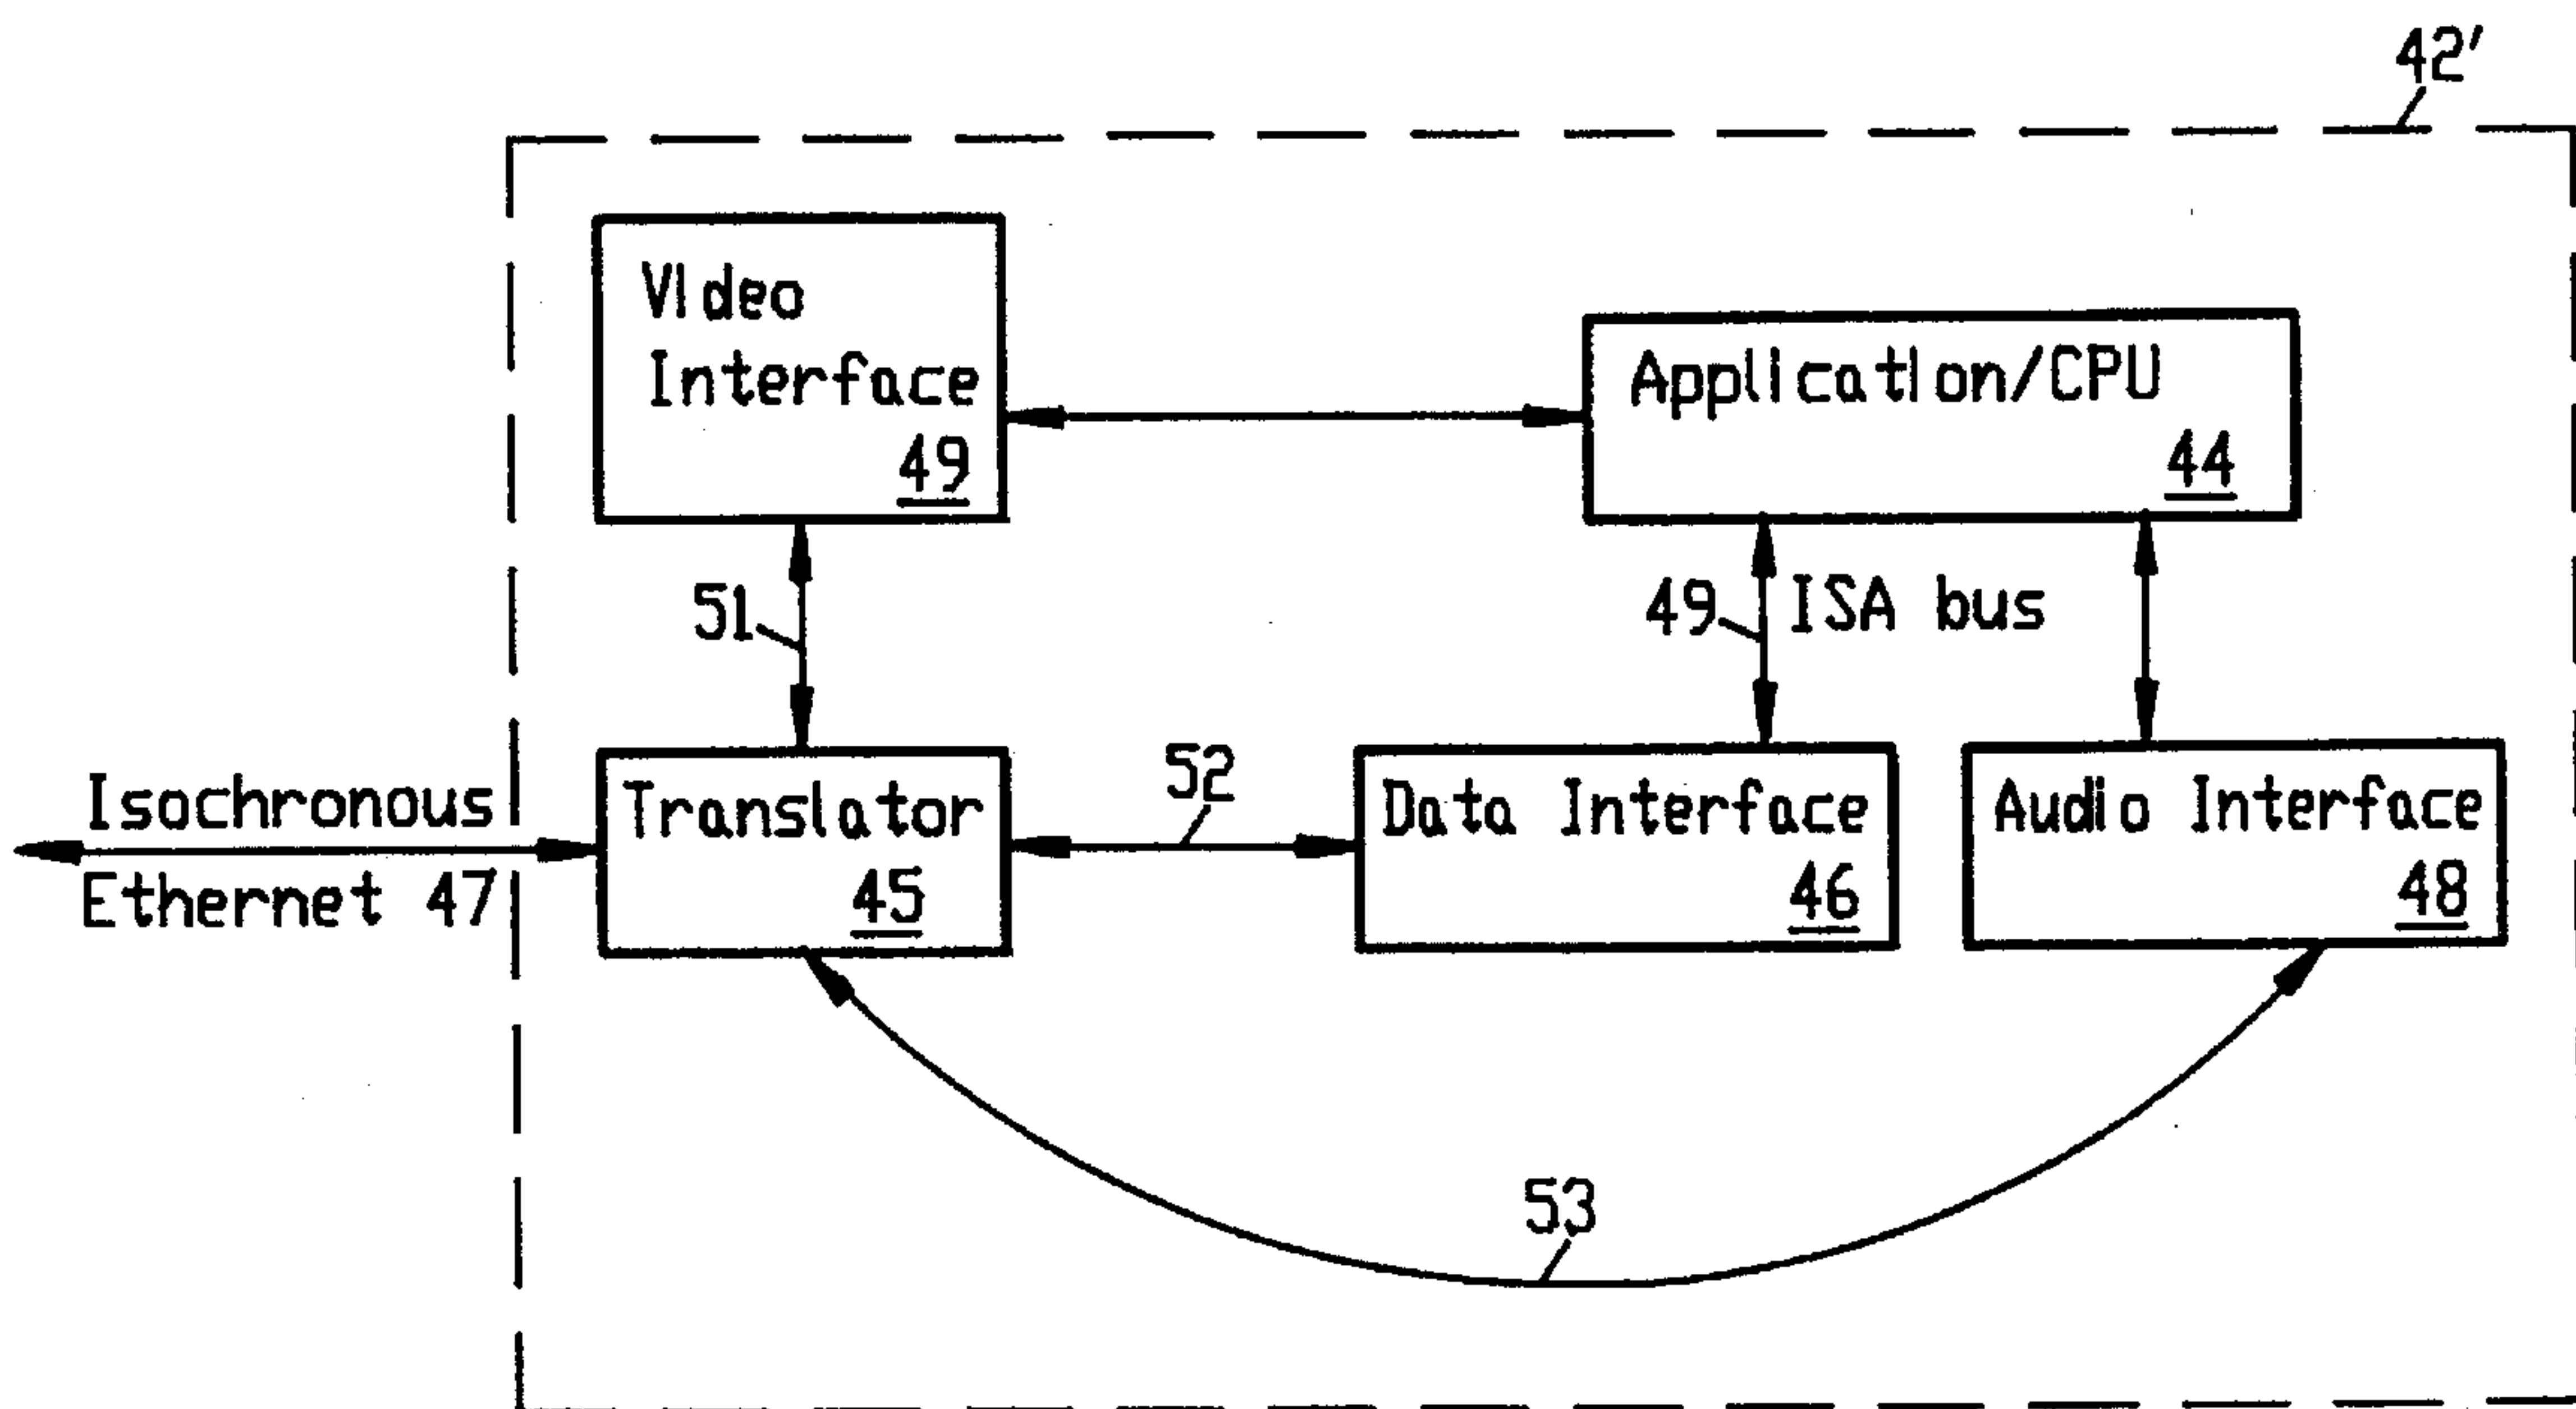 42'
Video
Interface
49
Application/CPU
44
51
49
ISA bus
Isochronous
Ethernet 47
Translator
45
52
Data Interface
46
Audio Interface
48
53